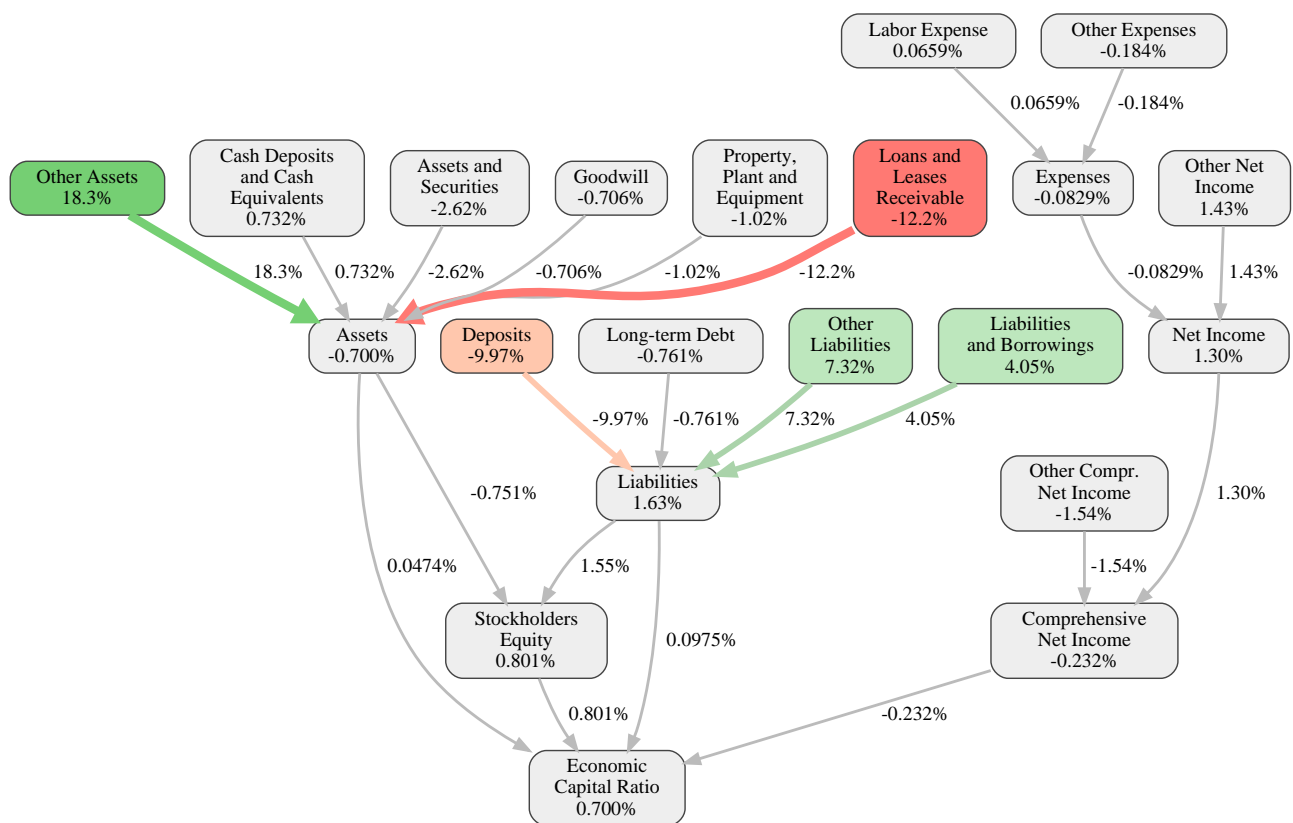 Labor Expense
0.0659%
Other Expenses
-0.184%
0.0659%
-0.184%
Other Assets
18.3%
Cash Deposits
and Cash
Equivalents
0.732%
Assets and
Securities
-2.62%
Goodwill
-0.706%
Property,
Plant and
Equipment
-1.02%
Loans and
Leases
Receivable
-12.2%
Expenses
-0.0829%
Other Net
Income
1.43%
18.3%
0.732%
-2.62%
-0.706%
-1.02%
-12.2%
-0.0829%
1.43%
Assets
-0.700%
Deposits
-9.97%
Long-term Debt
-0.761%
Other
Liabilities
7.32%
Liabilities
and Borrowings
4.05%
Net Income
1.30%
-9.97%
-0.761%
7.32%
4.05%
-0.751%
Liabilities
1.63%
Other Compr.
Net Income
-1.54%
1.30%
0.0474%
1.55%
-1.54%
Stockholders
Equity
0.801%
0.0975%
Comprehensive
Net Income
-0.232%
0.801%
-0.232%
Economic
Capital Ratio
0.700%